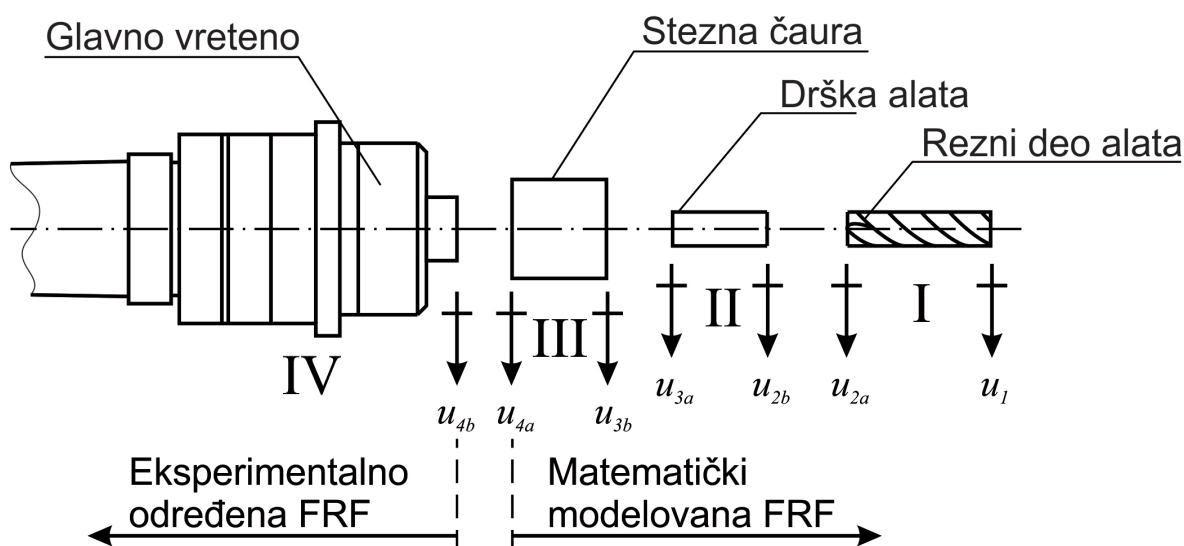 Glavno vreteno
Stezna čaura
Drška alata
Rezni deo alata
IV
III
II
I
u4b
u4a
u3b
u3a
u2b
u2a
u1
Eksperimentalno
određena FRF
Matematički
modelovana FRF